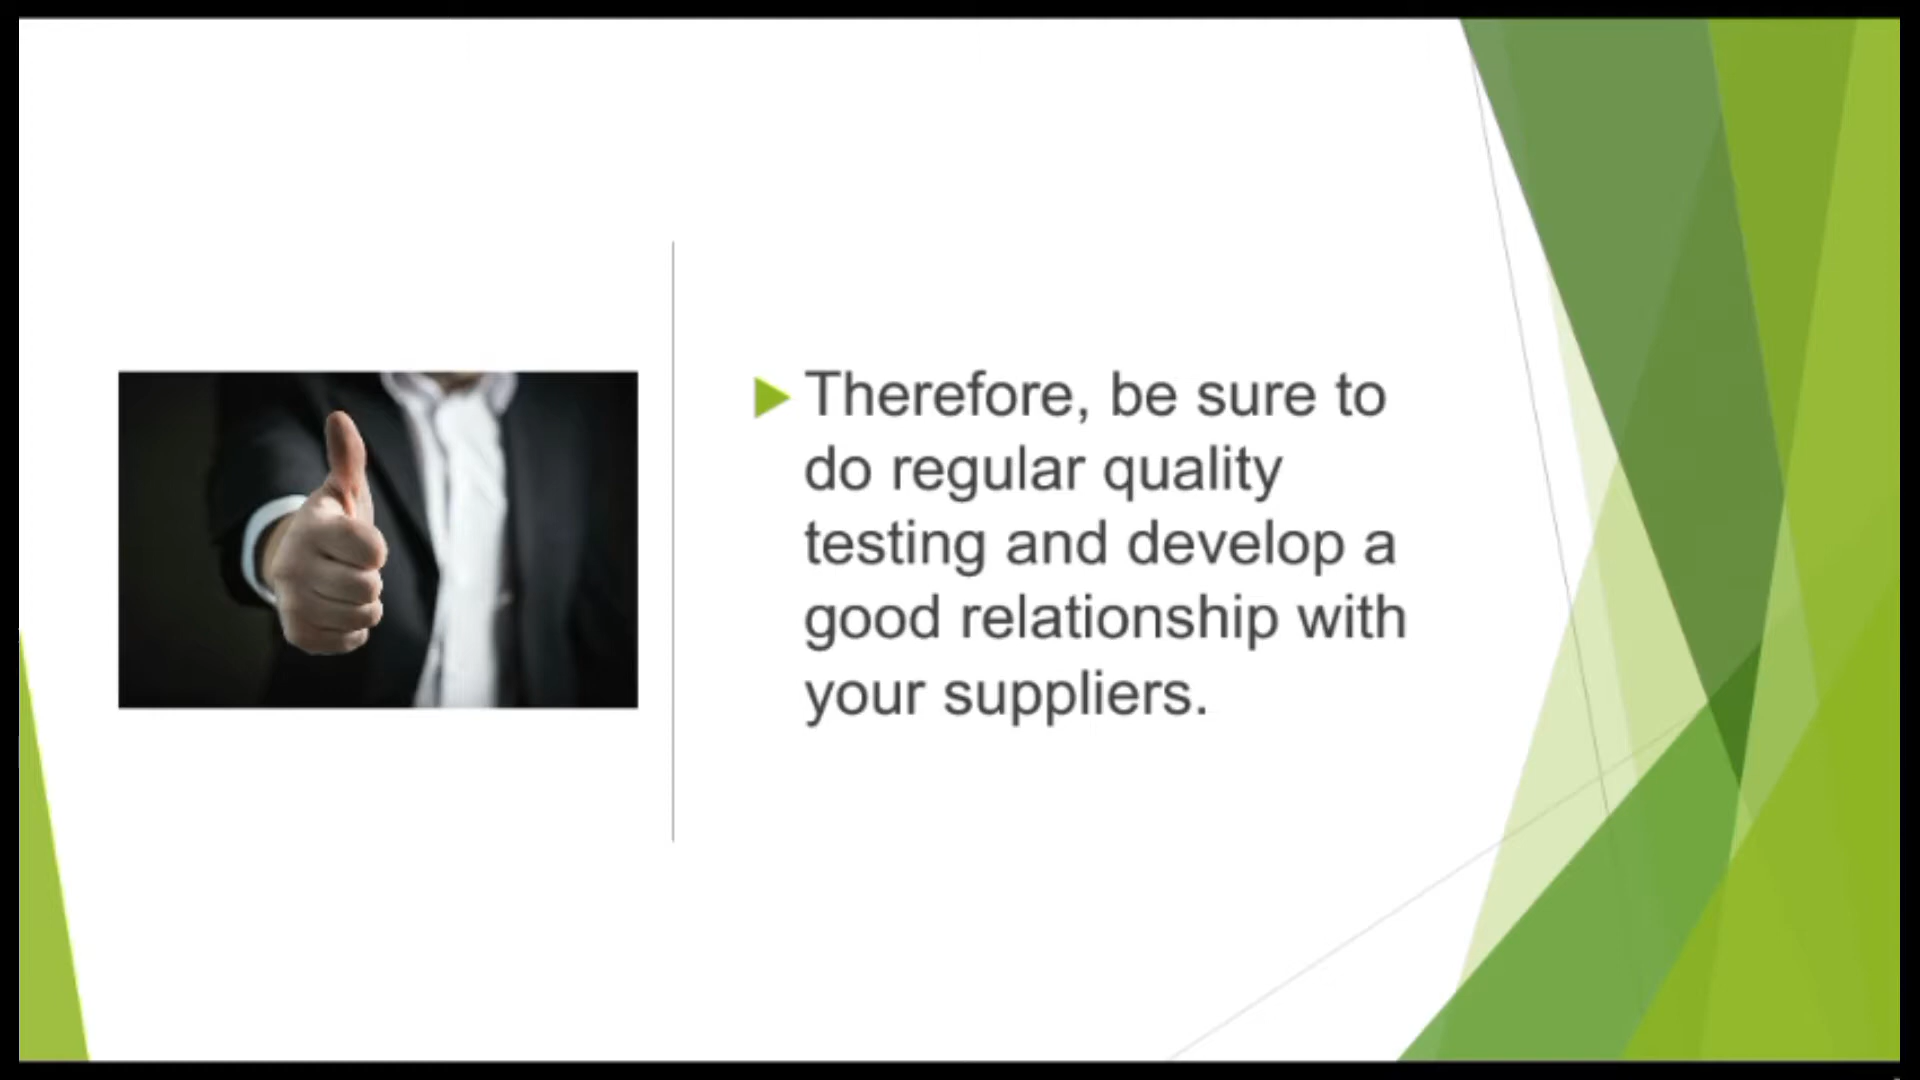 Therefore, be sure to
do regular quality
testing and develop a
good relationship with
your suppliers.